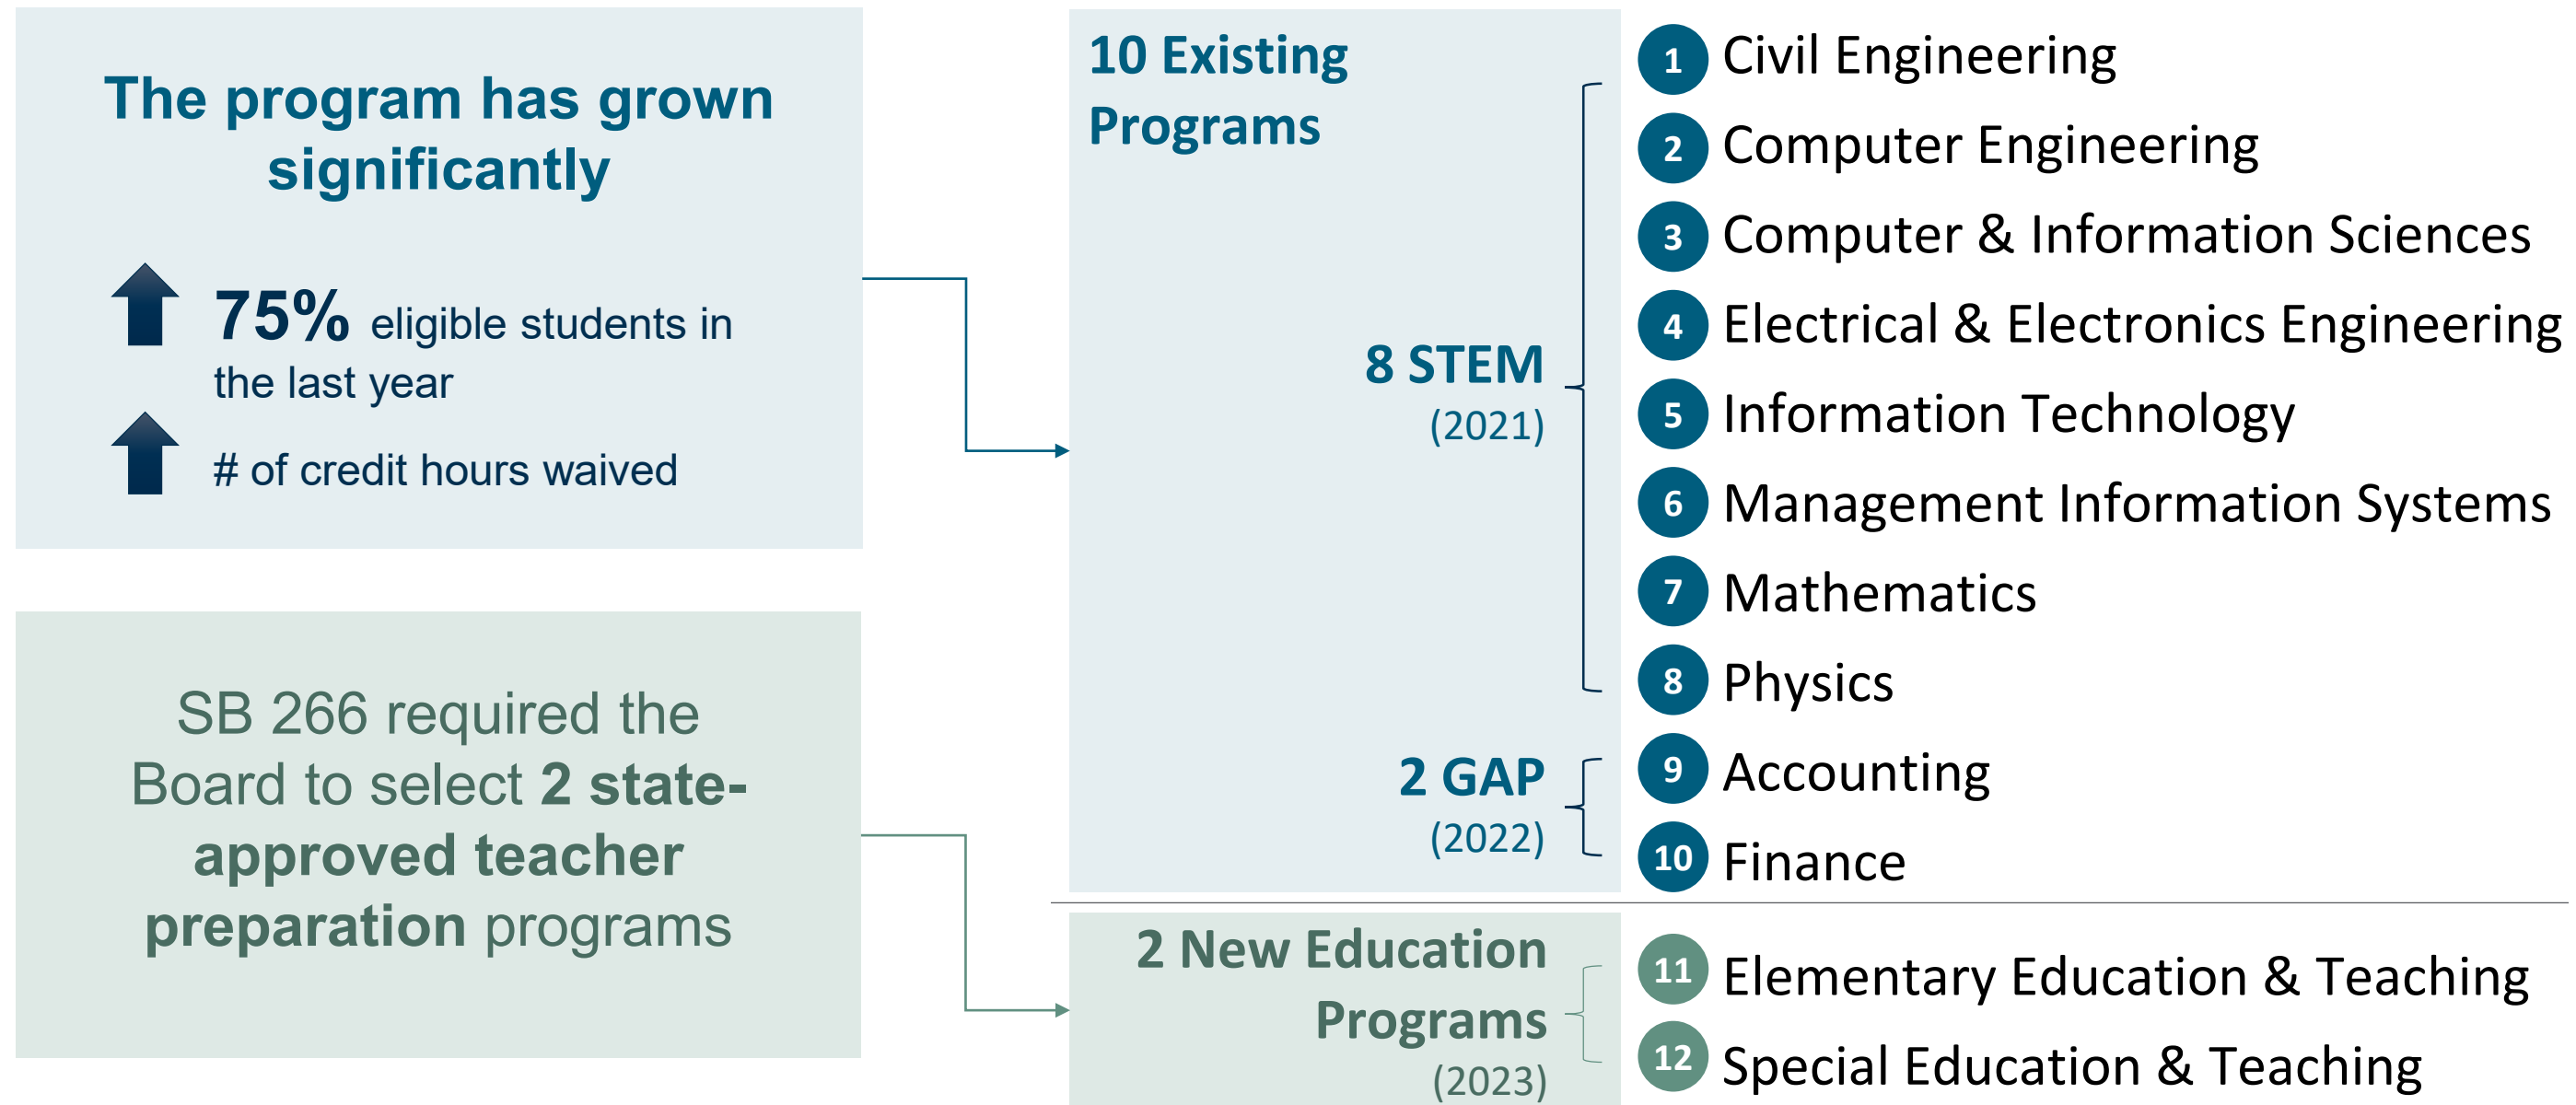 The program has grown
significantly
75% eligible students in
the last year
# of credit hours waived
SB 266 required the
Board to select 2 state-
approved teacher
preparation programs
10 Existing
Programs
8 STEM
(2021)
2 GAP
(2022)
2 New Education
Programs
(2023)
1 Civil Engineering
2 Computer Engineering
3 Computer & Information Sciences
4 Electrical & Electronics Engineering
5 Information Technology
6 Management Information Systems
7 Mathematics
8 Physics
9 Accounting
10 Finance
11 Elementary Education & Teaching
12 Special Education & Teaching